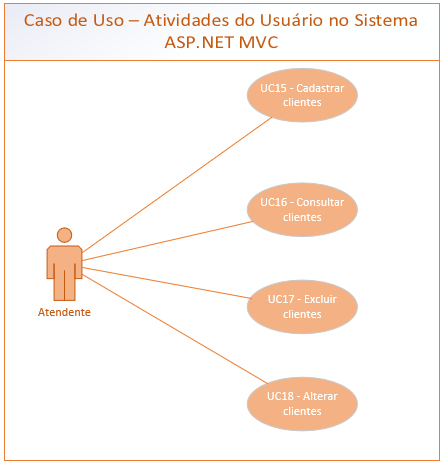 Caso de Uso – Atividades do Usuário no Sistema
ASP.NET MVC
UC15 - Cadastrar
clientes
UC16 - Consultar
clientes
UC17 - Excluir
clientes
Atendente
UC18 - Alterar
clientes